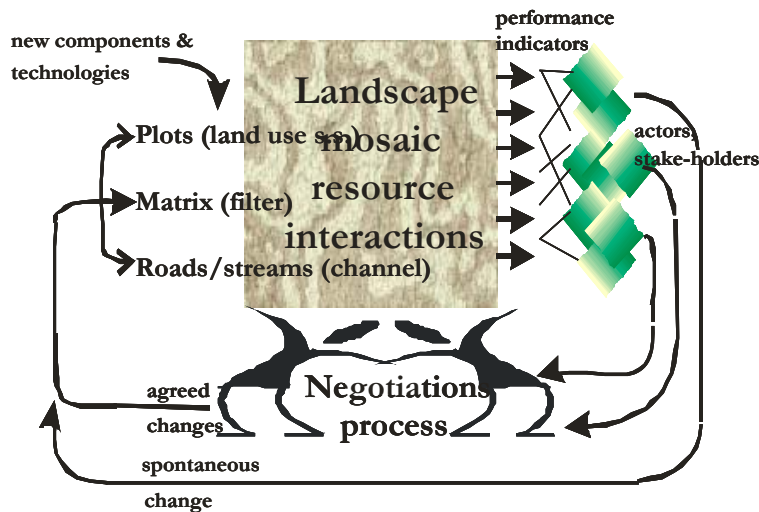 performance
indicators
new components &
technologies
Landscape
mosaic
resource
interactions
Plots (land use s.s.)
Matrix (filter)
Roads/streams (channel)
actors,
stake-holders
Negotiations
process
agreed
changes
spontaneous
change